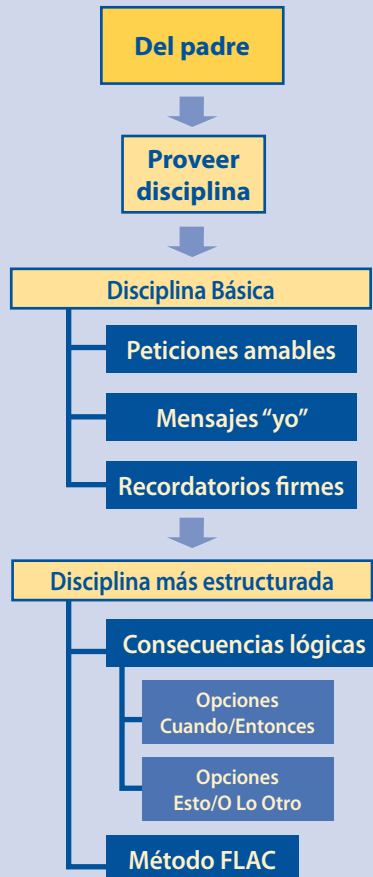 Del padre
Proveer
disciplina
Disciplina Básica
Peticiones amables
Mensajes “yo”
Recordatorios firmes
Disciplina más estructurada
Consecuencias lógicas
Opciones
Cuando/Entonces
Opciones
Esto/O Lo Otro
Método FLAC